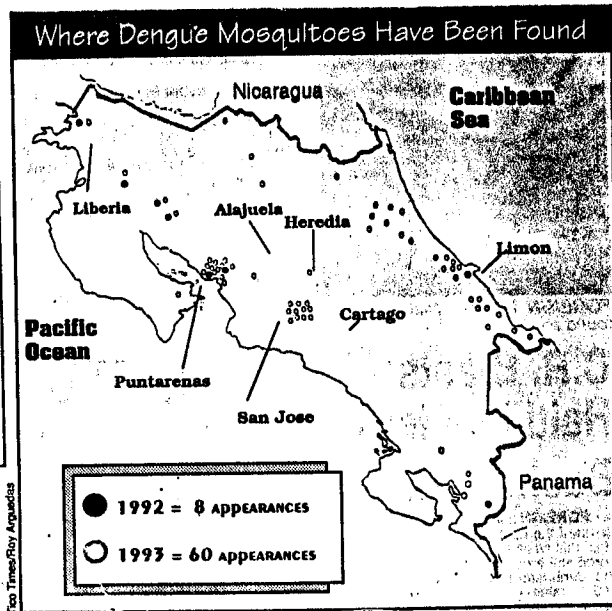 Where Dengue Mosquitoes Have Been Found
Nicaragua
Caribbean
Sea
Liberia
Alajuela
Heredia
Limon
Cartago
Pacific
Ocean
Puntarenas
San Jose
Panama
1992 = 8 APPEARANCES
1993 = 60 APPEARANCES
Tico Times/Roy Arguedas